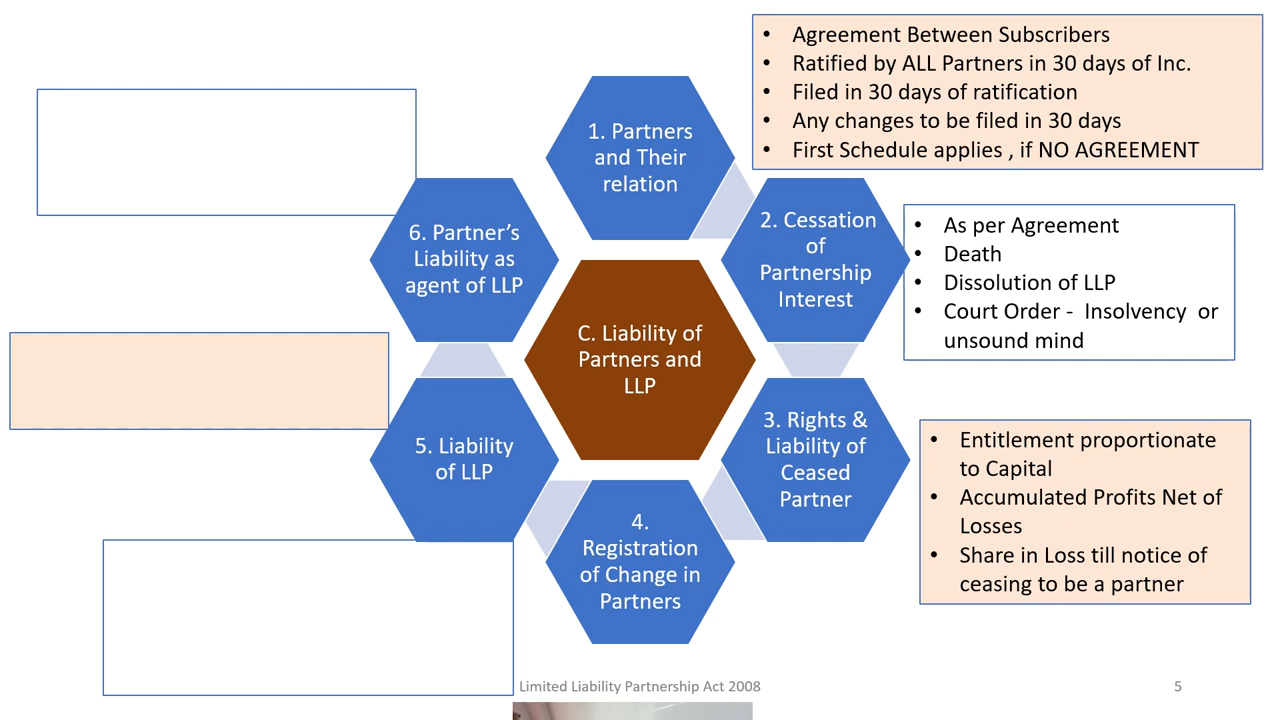 • Agreement Between Subscribers
• Ratified by ALL Partners in 30 days of Inc.
• Filed in 30 days of ratification
• Any changes to be filed in 30 days
• First Schedule applies , if NO AGREEMENT
1. Partners
and Their
relation
2. Cessation
of
Partnership
Interest
• As per Agreement
• Death
• Dissolution of LLP
• Court Order - Insolvency or
unsound mind
6. Partner’s
Liability as
agent of LLP
C. Liability of
Partners and
LLP
3. Rights &
Liability of
Ceased
Partner
• Entitlement proportionate
to Capital
• Accumulated Profits Net of
Losses
• Share in Loss till notice of
ceasing to be a partner
5. Liability
of LLP
4.
Registration
of Change in
Partners
Limited Liability Partnership Act 2008
5